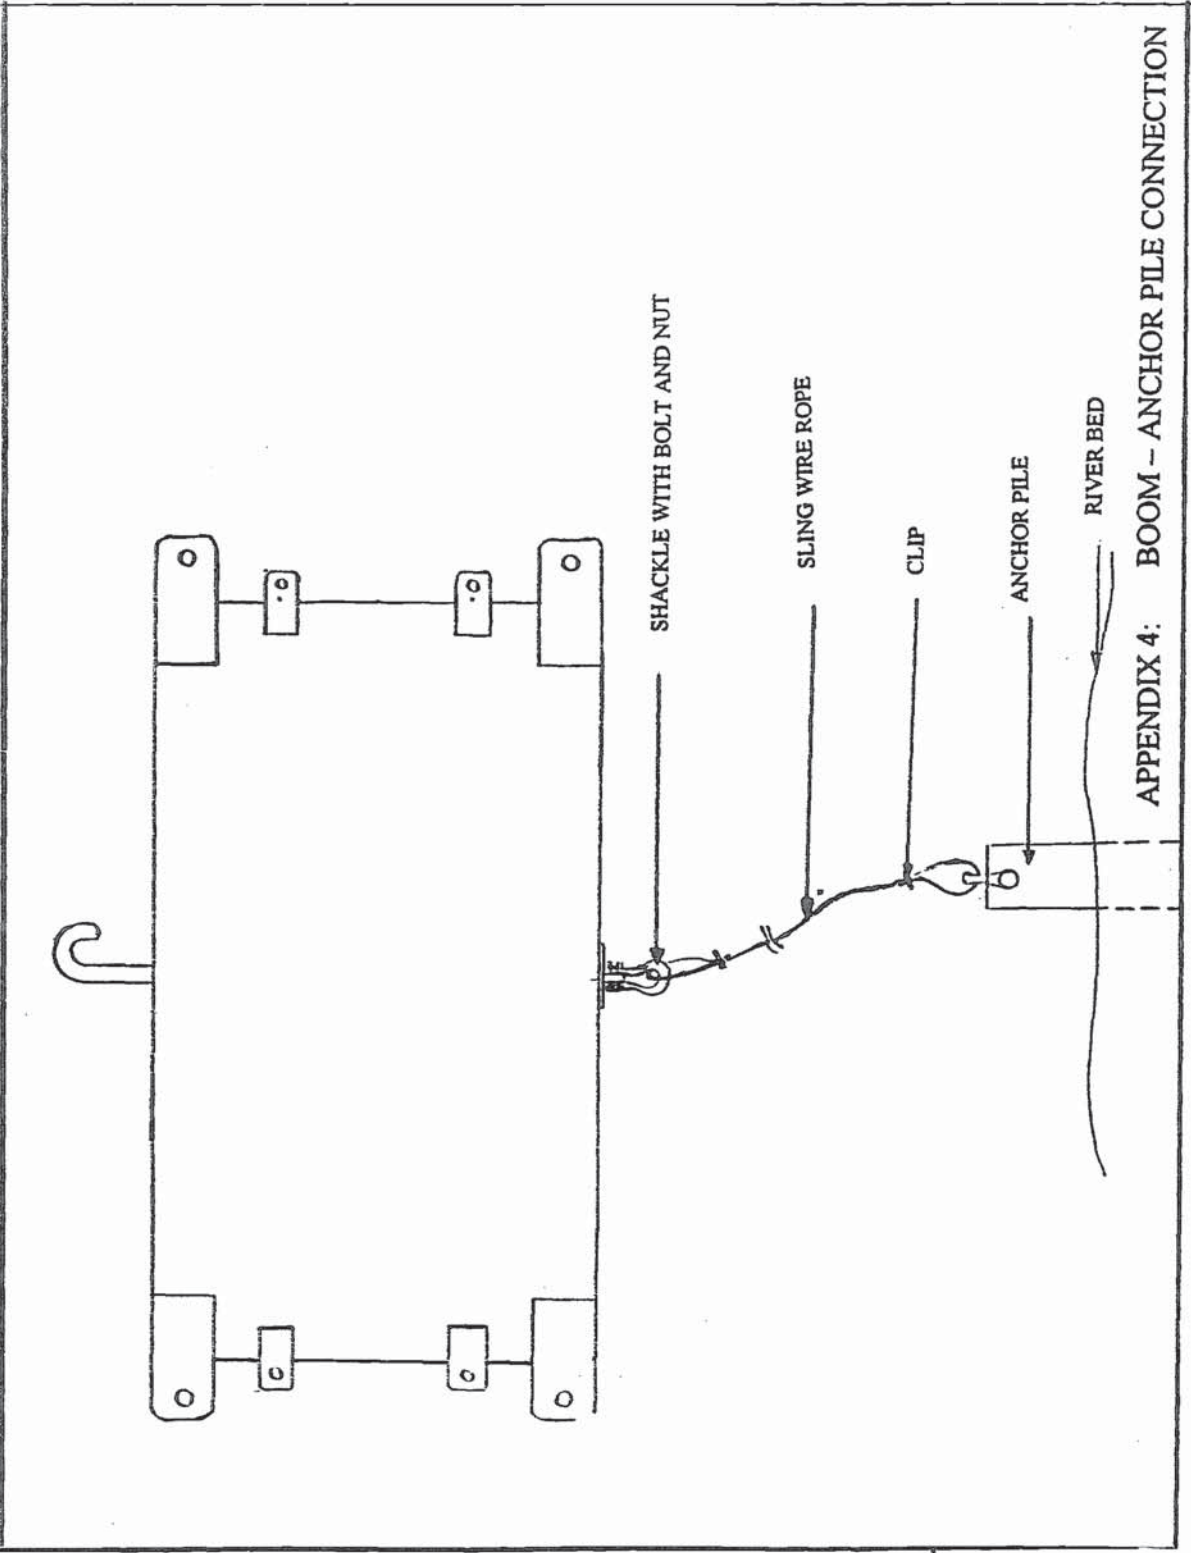 SHACKLE WITH BOLT AND NUT
SLING WIRE ROPE
CLIP
ANCHOR PILE
RIVER BED
APPENDIX 4: BOOM – ANCHOR PILE CONNECTION